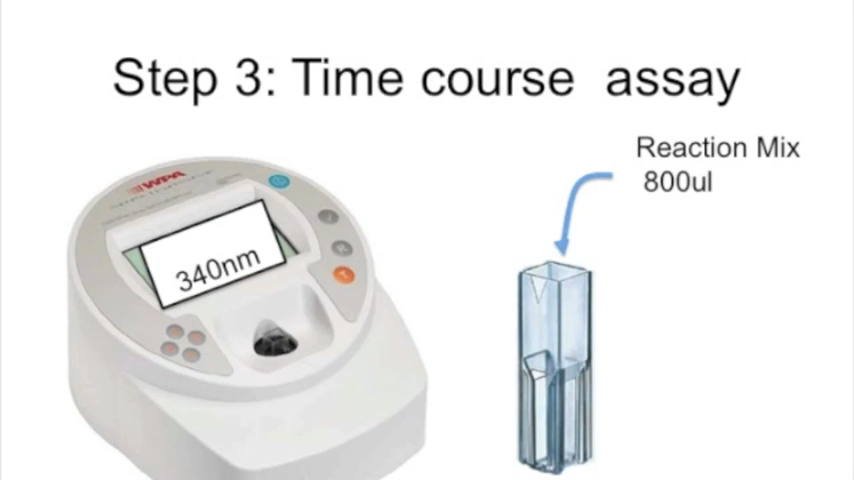 Step 3: Time course assay
Reaction Mix
800ul
WPA
340nm
R
T